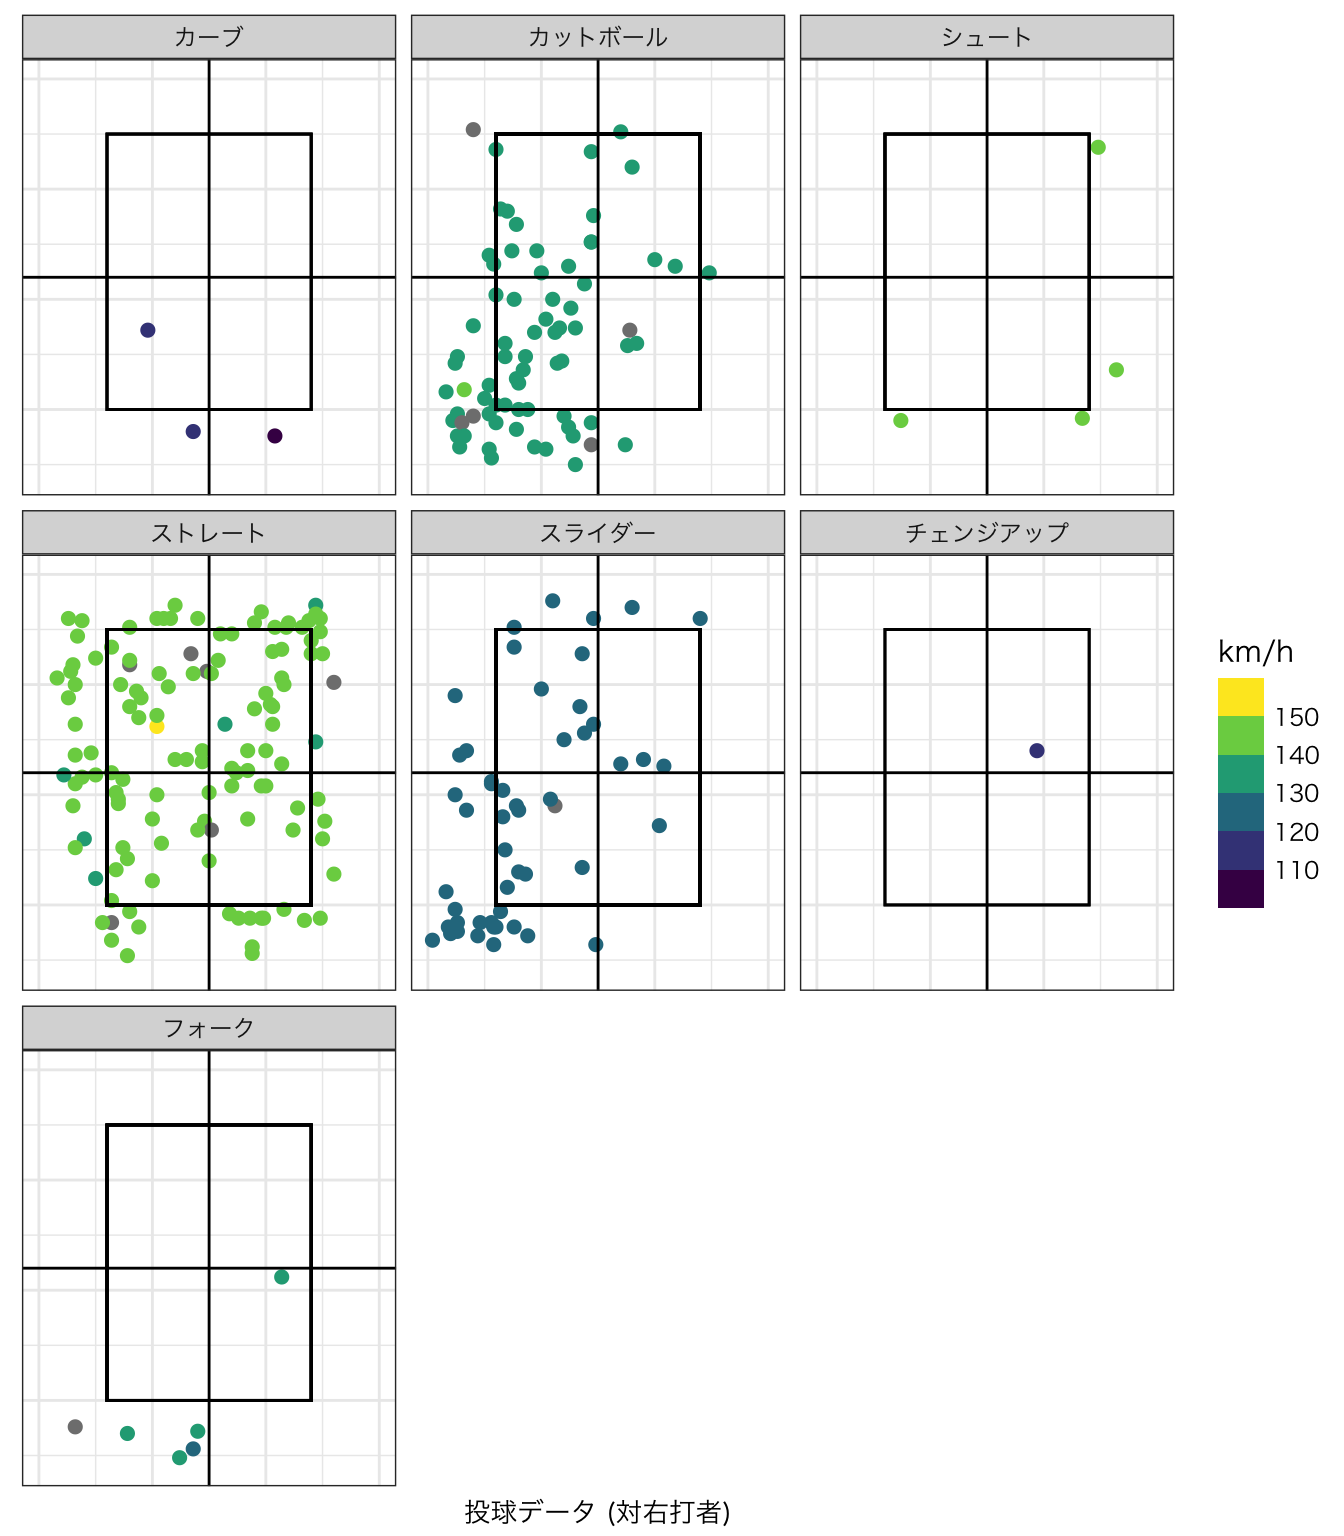 カーブ
カットボール
シュート
ストレート
スライダー
チェンジアップ
フォーク
km/h
150
140
130
120
110
投球データ (対右打者)